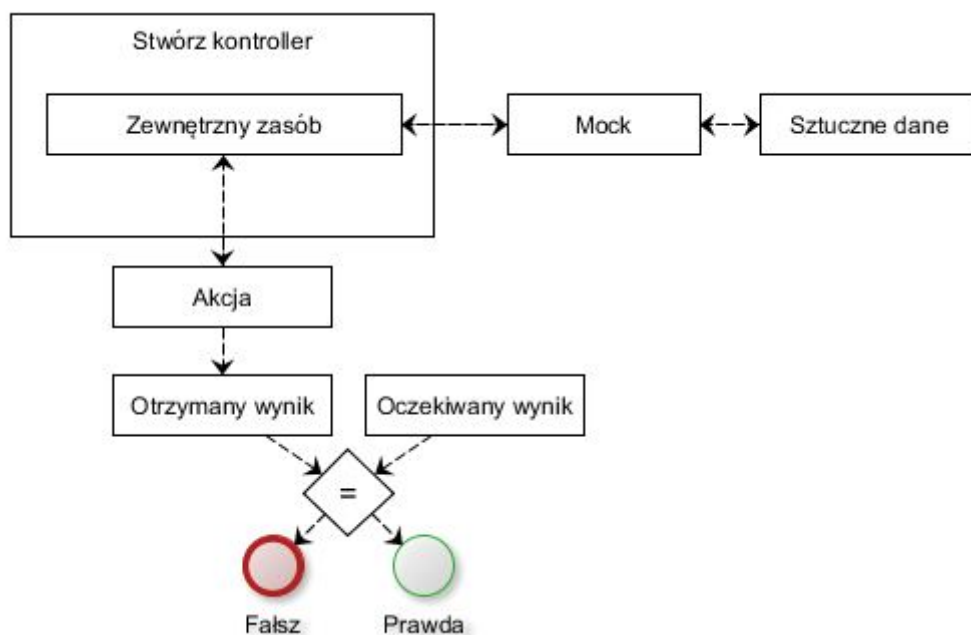 Stwórz kontroller
Zewnętrzny zasób
Mock
Sztuczne dane
Akcja
Otrzymany wynik
Oczekiwany wynik
=
Fałsz
Prawda